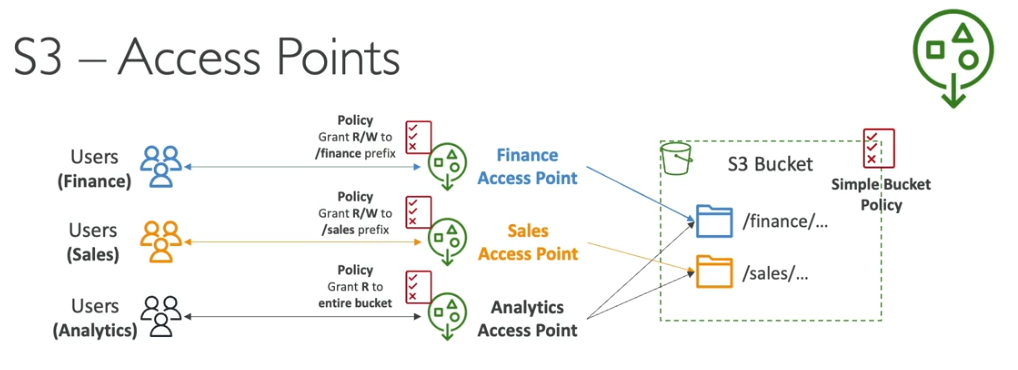 S3 – Access Points
Users
(Finance)
Policy
Grant R/W to
/finance prefix
Finance
Access Point
Users
(Sales)
Policy
Grant R/W to
/sales prefix
Sales
Access Point
Users
(Analytics)
Policy
Grant R to
entire bucket
Analytics
Access Point
S3 Bucket
Simple Bucket
Policy
/finance/...
/sales/...